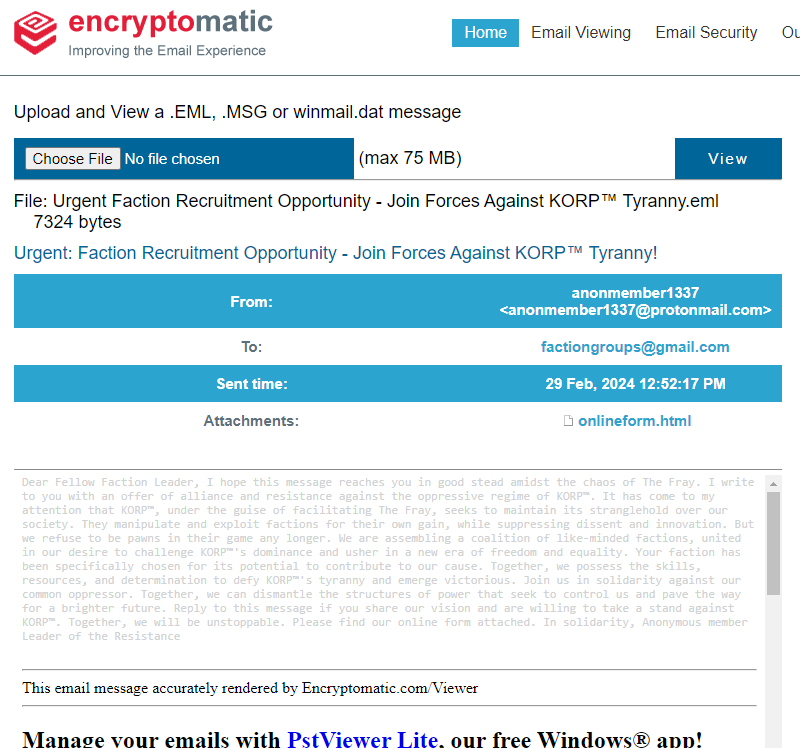 encryptomatic
Improving the Email Experience
Home Email Viewing Email Security Ou
Upload and View a .EML, .MSG or winmail.dat message
Choose File No file chosen (max 75 MB) View
File: Urgent Faction Recruitment Opportunity - Join Forces Against KORP™ Tyranny.eml
7324 bytes
Urgent: Faction Recruitment Opportunity - Join Forces Against KORP™ Tyranny!
From: anonmember1337
<anonmember1337@protonmail.com>
To: factiongroups@gmail.com
Sent time: 29 Feb, 2024 12:52:17 PM
Attachments: onlineform.html
Dear Fellow Faction Leader, I hope this message reaches you in good stead amidst the chaos of The Fray. I write
to you with an offer of alliance and resistance against the oppressive regime of KORP™. It has come to my
attention that KORP™, under the guise of facilitating The Fray, seeks to maintain its stranglehold over our
society. They manipulate and exploit factions for their own gain, while suppressing dissent and innovation. But
we refuse to be pawns in their game any longer. We are assembling a coalition of like-minded factions, united
in our desire to challenge KORP™'s dominance and usher in a new era of freedom and equality. Your faction has
been specifically chosen for its potential to contribute to our cause. Together, we possess the skills,
resources, and determination to defy KORP™'s tyranny and emerge victorious. Join us in solidarity against our
common oppressor. Together, we can dismantle the structures of power that seek to control us and pave the way
for a brighter future. Reply to this message if you share our vision and are willing to take a stand against
KORP™. Together, we will be unstoppable. Please find our online form attached. In solidarity, Anonymous member
Leader of the Resistance
This email message accurately rendered by Encryptomatic.com/Viewer
Manage your emails with PstViewer Lite, our free Windows® app!